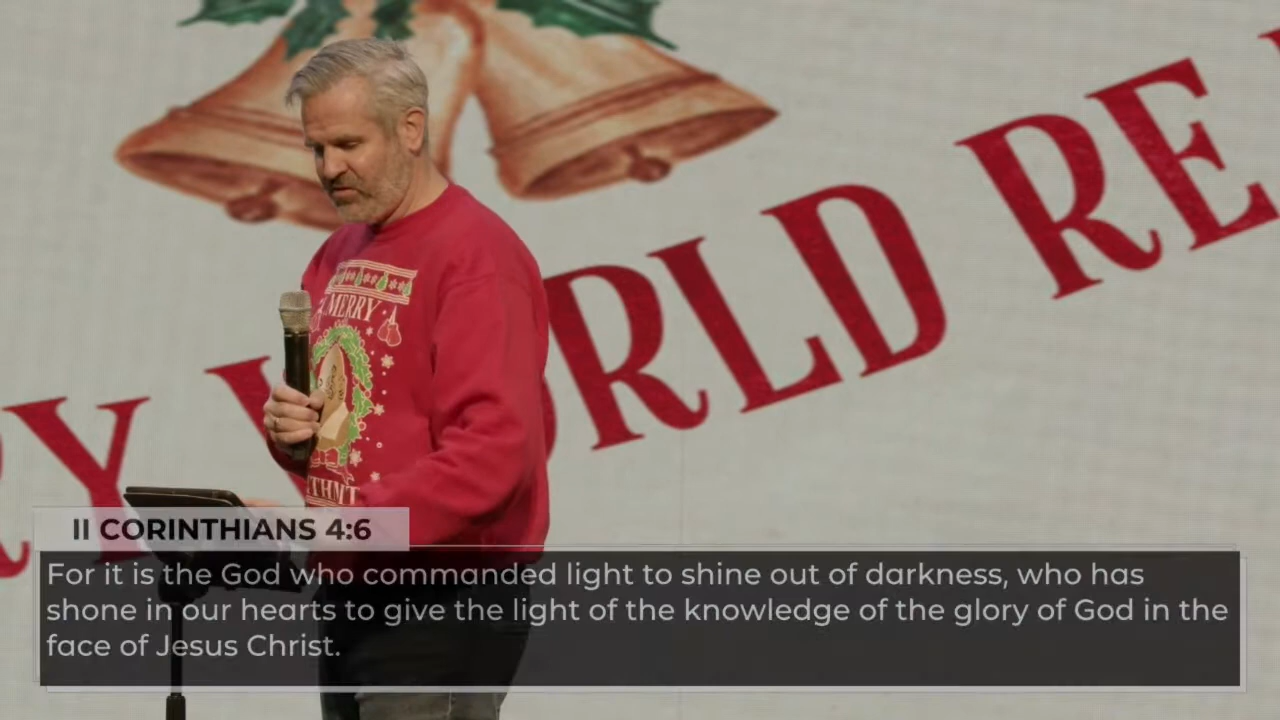 RY WORLD RE
MERRY
II CORINTHIANS 4:6
For it is the God who commanded light to shine out of darkness, who has
shone in our hearts to give the light of the knowledge of the glory of God in the
face of Jesus Christ.